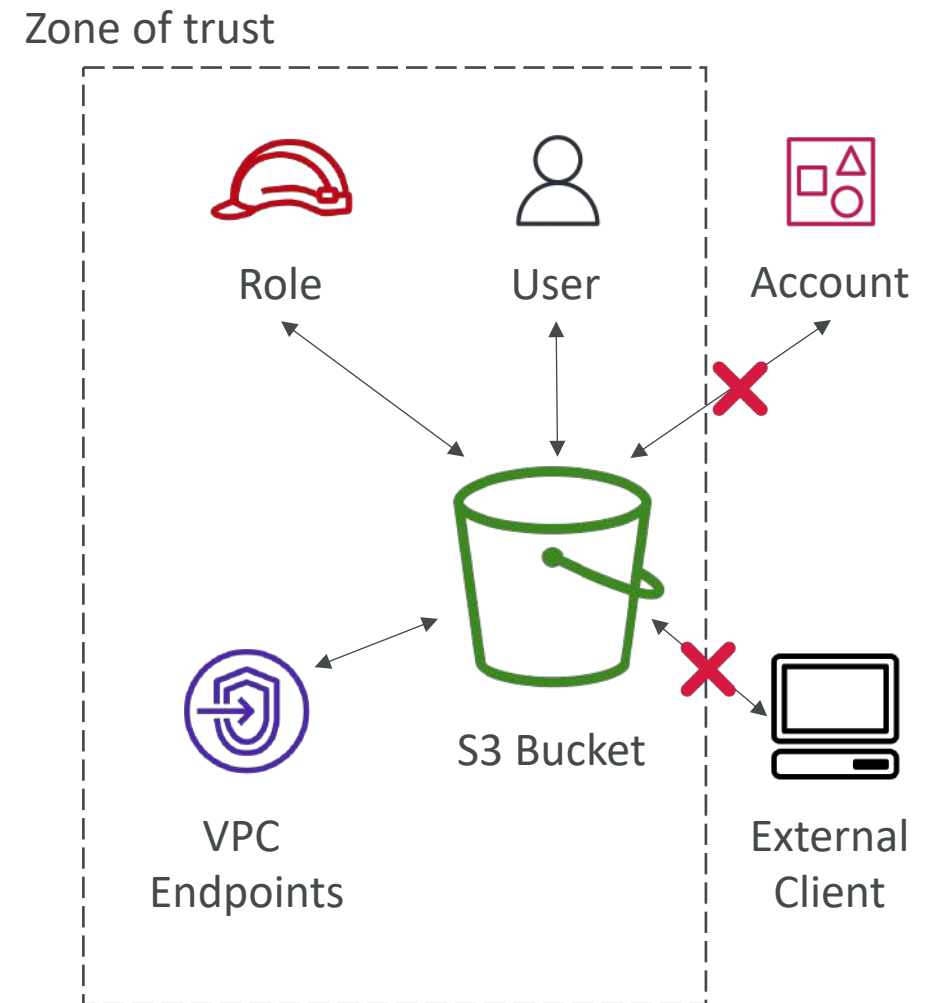 Zone of trust
Role
User
Account
S3 Bucket
VPC
Endpoints
External
Client